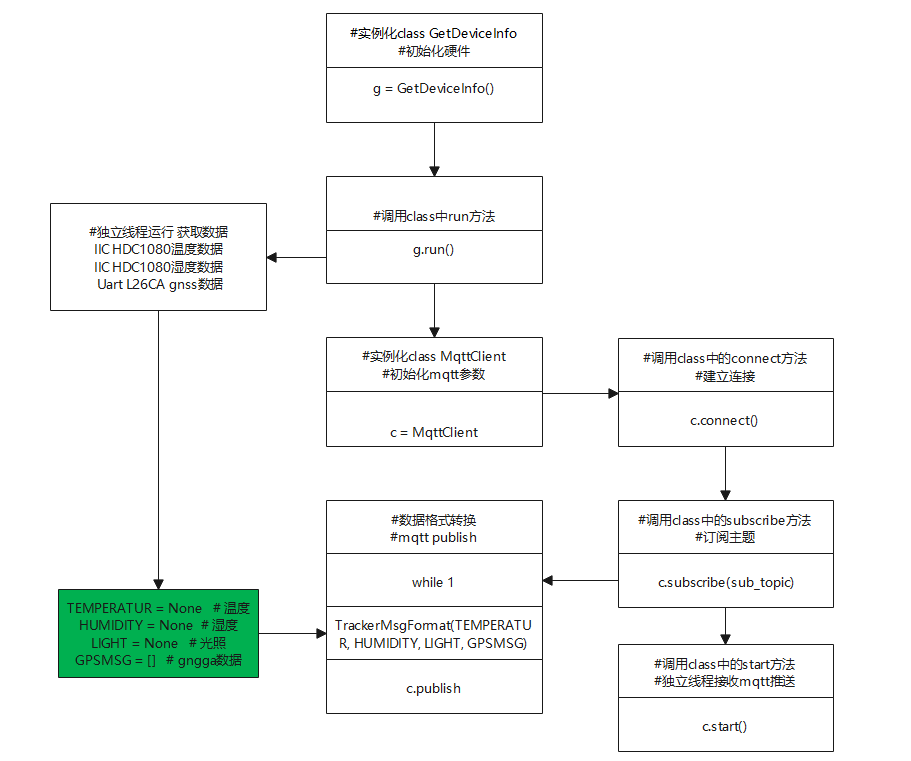 #实例化class GetDeviceInfo
#初始化硬件
g = GetDeviceInfo()
#调用class中run方法
g.run()
#独立线程运行 获取数据
IIC HDC1080温度数据
IIC HDC1080湿度数据
Uart L26CA gnss数据
#实例化class MqttClient
#初始化mqtt参数
c = MqttClient
#调用class中的connect方法
#建立连接
c.connect()
#调用class中的subscribe方法
#订阅主题
c.subscribe(sub_topic)
#数据格式转换
#mqtt publish
while 1
TrackerMsgFormat(TEMPERATU
R, HUMIDITY, LIGHT, GPSMSG)
c.publish
TEMPERATUR = None # 温度
HUMIDITY = None # 湿度
LIGHT = None # 光照
GPSMSG = [] # gngga数据
#调用class中的start方法
#独立线程接收mqtt推送
c.start()